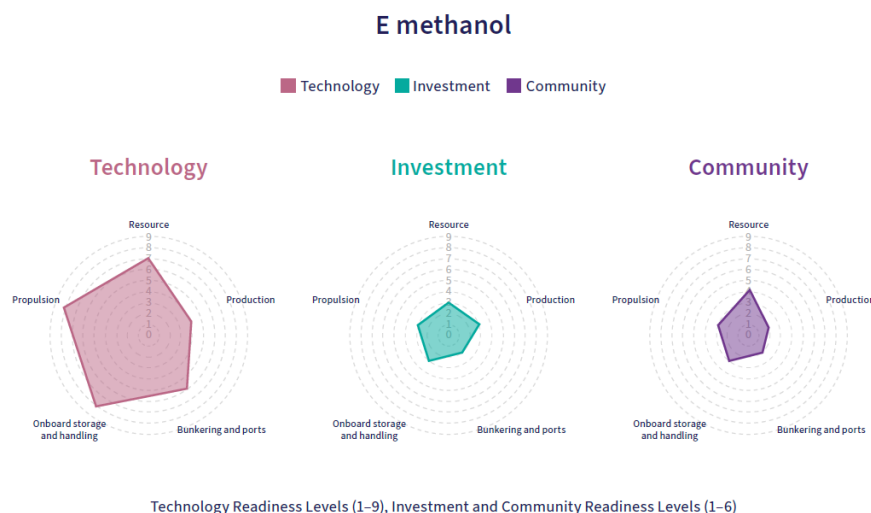 E methanol
Technology Investment Community
Technology
Resource
9
8
7
6
5
4
3
2
1
0
Propulsion
Production
Onboard storage
and handling
Bunkering and ports
Investment
Resource
9
8
7
6
5
4
3
2
1
0
Propulsion
Production
Onboard storage
and handling
Bunkering and ports
Community
Resource
9
8
7
6
5
4
3
2
1
0
Propulsion
Production
Onboard storage
and handling
Bunkering and ports
Technology Readiness Levels (1–9), Investment and Community Readiness Levels (1–6)